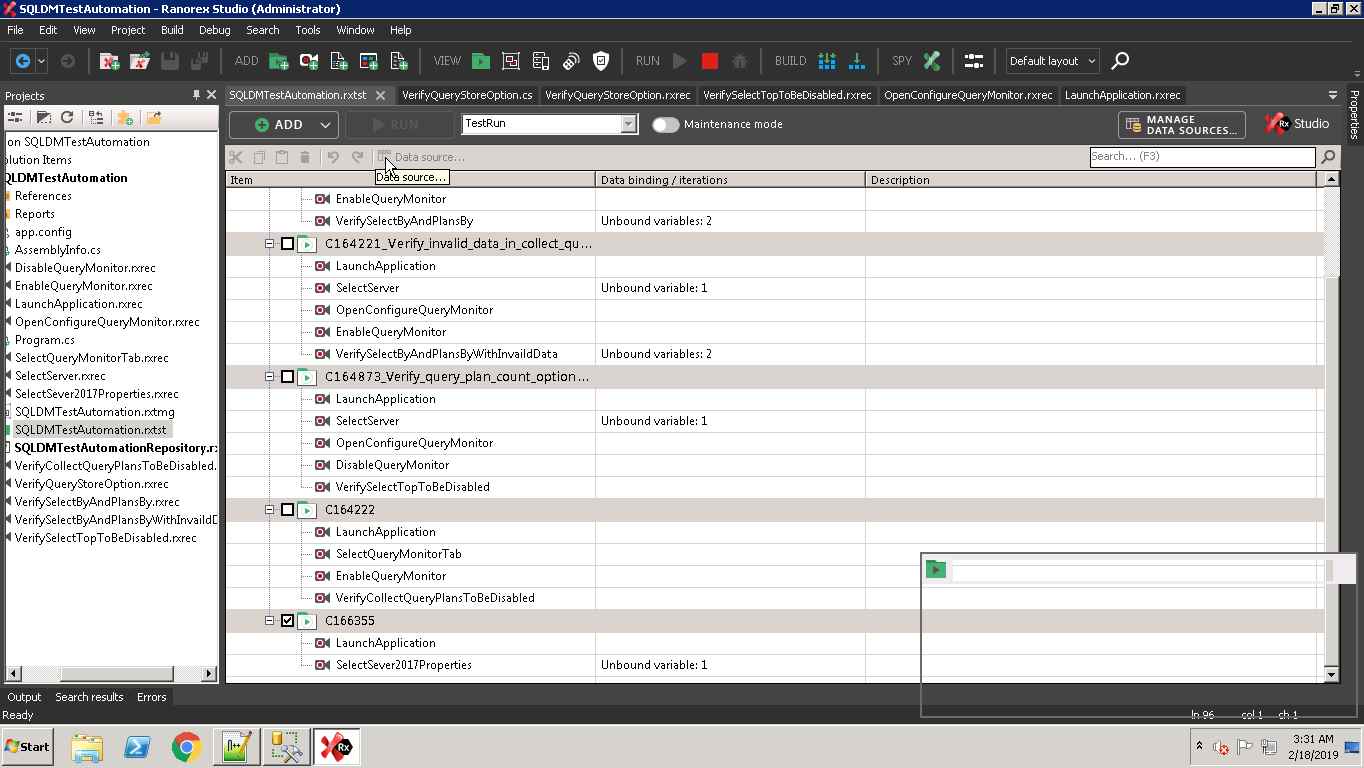 SQLDMTestAutomation - Ranorex Studio (Administrator)
File Edit View Project Build Debug Search Tools Window Help
ADD VIEW RUN BUILD SPY Default layout
Projects
SQLDMTestAutomation.rxtst VerifyQueryStoreOption.cs VerifyQueryStoreOption.rxrec VerifySelectTopToBeDisabled.rxrec OpenConfigureQueryMonitor.rxrec LaunchApplication.rxrec
Properties
ADD RUN TestRun Maintenance mode MANAGE DATA SOURCES... Rx Studio
Data source... Search... (F3)
Data source...
Item Data binding / iterations Description
on SQLDMTestAutomation
olution Items
QLDMTestAutomation
References
Reports
app.config
AssemblyInfo.cs
DisableQueryMonitor.rxrec
EnableQueryMonitor.rxrec
LaunchApplication.rxrec
OpenConfigureQueryMonitor.rxrec
Program.cs
SelectQueryMonitorTab.rxrec
SelectServer.rxrec
SelectSever2017Properties.rxrec
SQLDMTestAutomation.rxtmg
SQLDMTestAutomation.rxtst
SQLDMTestAutomationRepository.r:
VerifyCollectQueryPlansToBeDisabled.
VerifyQueryStoreOption.rxrec
VerifySelectByAndPlansBy.rxrec
VerifySelectByAndPlansByWithInvaildD
VerifySelectTopToBeDisabled.rxrec
EnableQueryMonitor
VerifySelectByAndPlansBy Unbound variables: 2
C164221_Verify_invalid_data_in_collect_qu...
LaunchApplication
SelectServer Unbound variable: 1
OpenConfigureQueryMonitor
EnableQueryMonitor
VerifySelectByAndPlansByWithInvaildData Unbound variables: 2
C164873_Verify_query_plan_count_option...
LaunchApplication
SelectServer Unbound variable: 1
OpenConfigureQueryMonitor
DisableQueryMonitor
VerifySelectTopToBeDisabled
C164222
LaunchApplication
SelectQueryMonitorTab
EnableQueryMonitor
VerifyCollectQueryPlansToBeDisabled
C166355
LaunchApplication
SelectSever2017Properties Unbound variable: 1
Output Search results Errors
Ready ln 96 col 1 ch 1
Start Rx 3:31 AM
2/18/2019